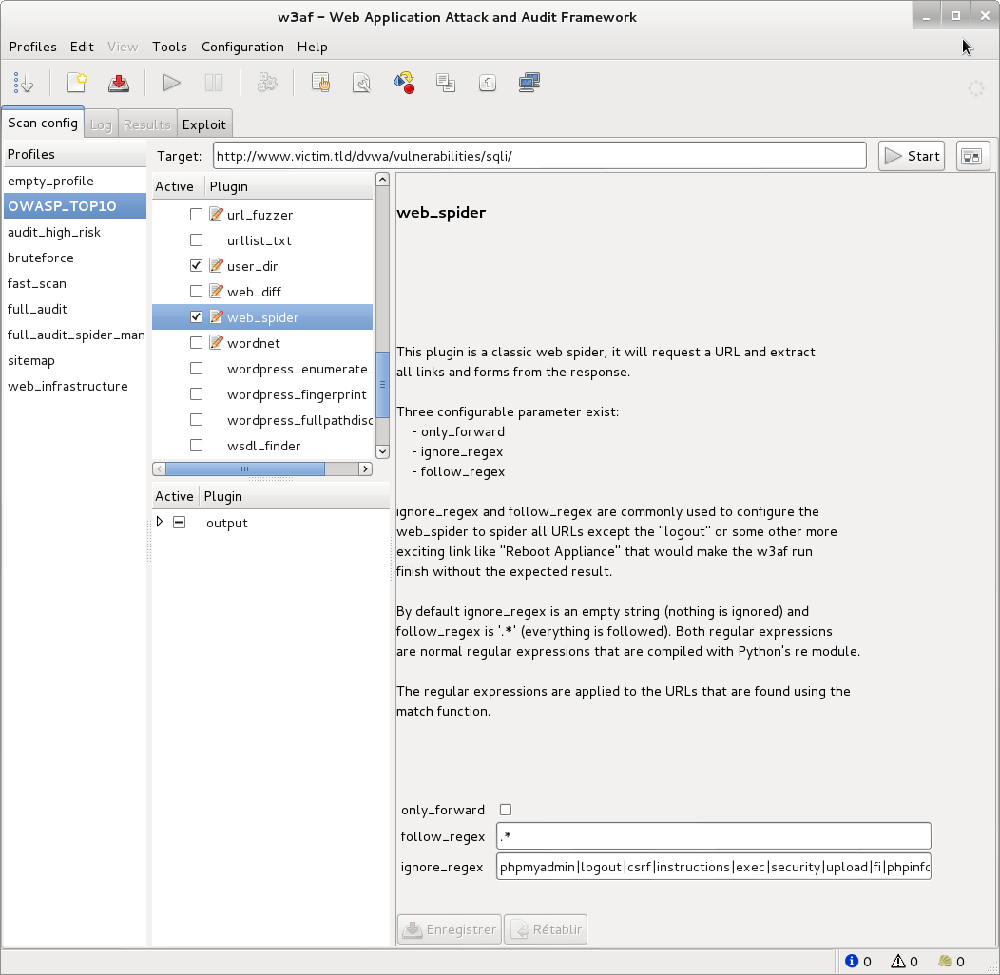 w3af - Web Application Attack and Audit Framework
Profiles Edit View Tools Configuration Help
Scan config Log Results Exploit
Profiles
empty_profile
OWASP_TOP10
audit_high_risk
bruteforce
fast_scan
full_audit
full_audit_spider_man
sitemap
web_infrastructure
Target: http://www.victim.tld/dvwa/vulnerabilities/sqli/ Start
Active Plugin
url_fuzzer
urllist_txt
user_dir
web_diff
web_spider
wordnet
wordpress_enumerate_
wordpress_fingerprint
wordpress_fullpathdisc
wsdl_finder
Active Plugin
output
web_spider
This plugin is a classic web spider, it will request a URL and extract
all links and forms from the response.
Three configurable parameter exist:
- only_forward
- ignore_regex
- follow_regex
ignore_regex and follow_regex are commonly used to configure the
web_spider to spider all URLs except the "logout" or some other more
exciting link like "Reboot Appliance" that would make the w3af run
finish without the expected result.
By default ignore_regex is an empty string (nothing is ignored) and
follow_regex is '.*' (everything is followed). Both regular expressions
are normal regular expressions that are compiled with Python's re module.
The regular expressions are applied to the URLs that are found using the
match function.
only_forward
follow_regex .*
ignore_regex phpmyadmin|logout|csrf|instructions|exec|security|upload|fi|phpinfo
Enregistrer Rétablir
0 0 0